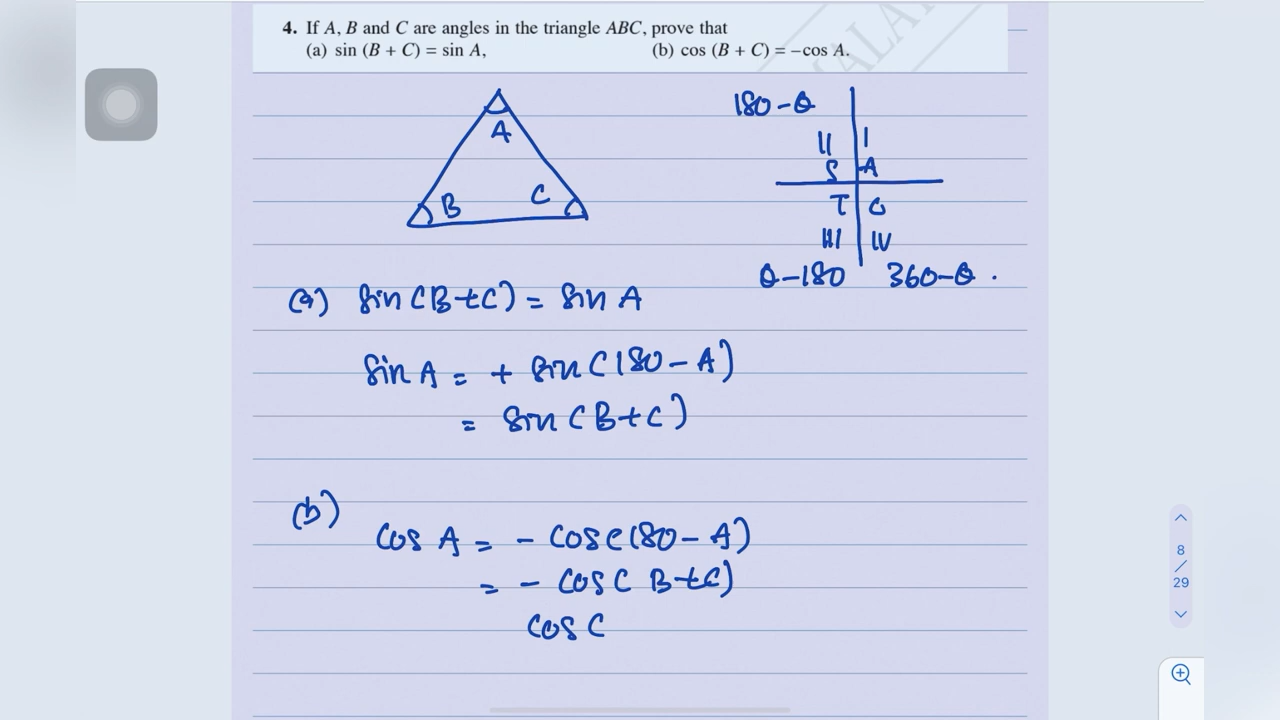 4. If A, B and C are angles in the triangle ABC, prove that
(a) sin (B + C) = sin A, (b) cos (B + C) = −cos A.
180-θ
A
II I
S A
B C
T C
III IV
θ-180 360-θ.
(a) sin(B+C) = sin A
sin A = + sin(180-A)
= sin(B+C)
(b)
cos A = - cos(180-A)
= - cos(B+C)
cos(
8
/
29